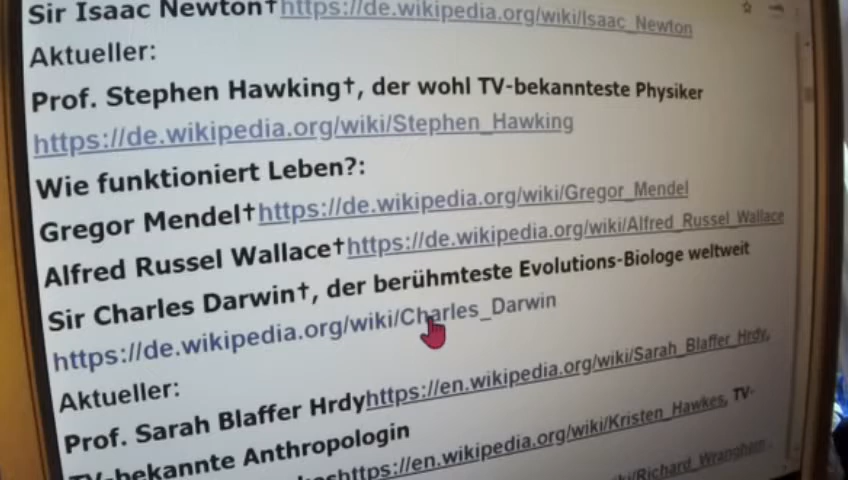 Sir Isaac Newton†https://de.wikipedia.org/wiki/Isaac_Newton
Aktueller:
Prof. Stephen Hawking†, der wohl TV-bekannteste Physiker
https://de.wikipedia.org/wiki/Stephen_Hawking
Wie funktioniert Leben?:
Gregor Mendel†https://de.wikipedia.org/wiki/Gregor_Mendel
Alfred Russel Wallace†https://de.wikipedia.org/wiki/Alfred_Russel_Wallace
Sir Charles Darwin†, der berühmteste Evolutions-Biologe weltweit
https://de.wikipedia.org/wiki/Charles_Darwin
Aktueller:
Prof. Sarah Blaffer Hrdyhttps://en.wikipedia.org/wiki/Sarah_Blaffer_Hrdy,
TV-bekannte Anthropologin
https://en.wikipedia.org/wiki/Kristen_Hawkes, TV-
/Richard_Wrangham